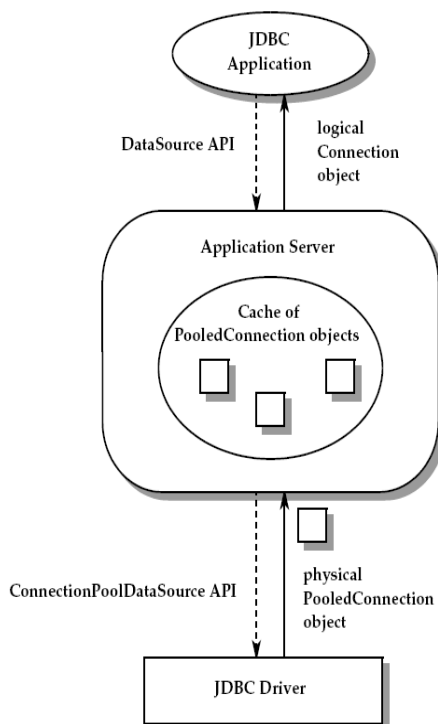 JDBC
Application
DataSource API
logical
Connection
object
Application Server
Cache of
PooledConnection objects
ConnectionPoolDataSource API
physical
PooledConnection
object
JDBC Driver